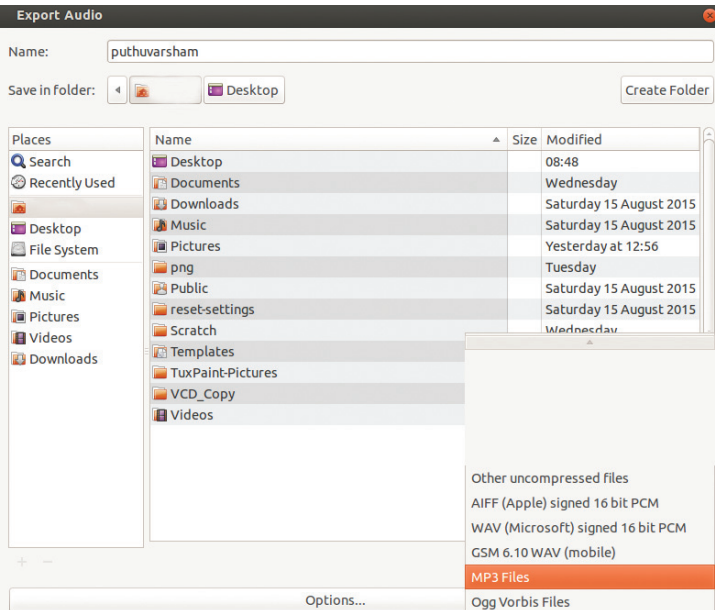 Export Audio
Name: puthuvarsham
Save in folder: Desktop Create Folder
Places
Search
Recently Used
Desktop
File System
Documents
Music
Pictures
Videos
Downloads
Name Size Modified
Desktop 08:48
Documents Wednesday
Downloads Saturday 15 August 2015
Music Saturday 15 August 2015
Pictures Yesterday at 12:56
png Tuesday
Public Saturday 15 August 2015
reset-settings Saturday 15 August 2015
Scratch Wednesday
Templates
TuxPaint-Pictures
VCD_Copy
Videos
Other uncompressed files
AIFF (Apple) signed 16 bit PCM
WAV (Microsoft) signed 16 bit PCM
GSM 6.10 WAV (mobile)
MP3 Files
Ogg Vorbis Files
Options...